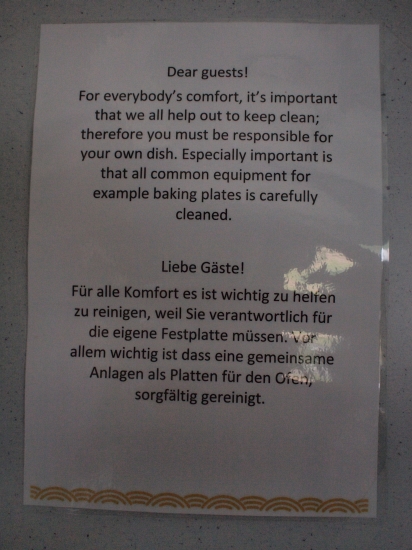 Dear guests!
For everybody's comfort, it's important
that we all help out to keep clean;
therefore you must be responsible for
your own dish. Especially important is
that all common equipment for
example baking plates is carefully
cleaned.
Liebe Gäste!
Für alle Komfort es ist wichtig zu helfen
zu reinigen, weil Sie verantwortlich für
die eigene Festplatte müssen. Vor
allem wichtig ist dass eine gemeinsame
Anlagen als Platten für den Ofen,
sorgfältig gereinigt.